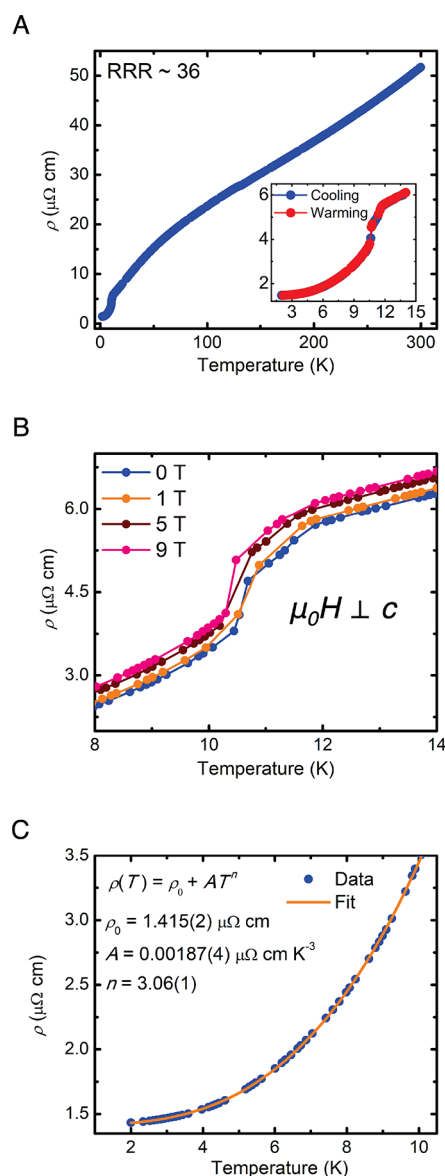 A
RRR ~ 36
50
40
30
20
10
0
ρ (μΩ cm)
0
100
200
300
Temperature (K)
Cooling
Warming
6
4
2
3
6
9
12
15
B
0 T
1 T
5 T
9 T
6.0
4.5
3.0
ρ (μΩ cm)
μ₀H ⊥ c
8
10
12
14
Temperature (K)
C
3.5
3.0
2.5
2.0
1.5
ρ (μΩ cm)
ρ(T) = ρ₀ + ATⁿ
ρ₀ = 1.415(2) μΩ cm
A = 0.00187(4) μΩ cm K⁻³
n = 3.06(1)
Data
Fit
2
4
6
8
10
Temperature (K)